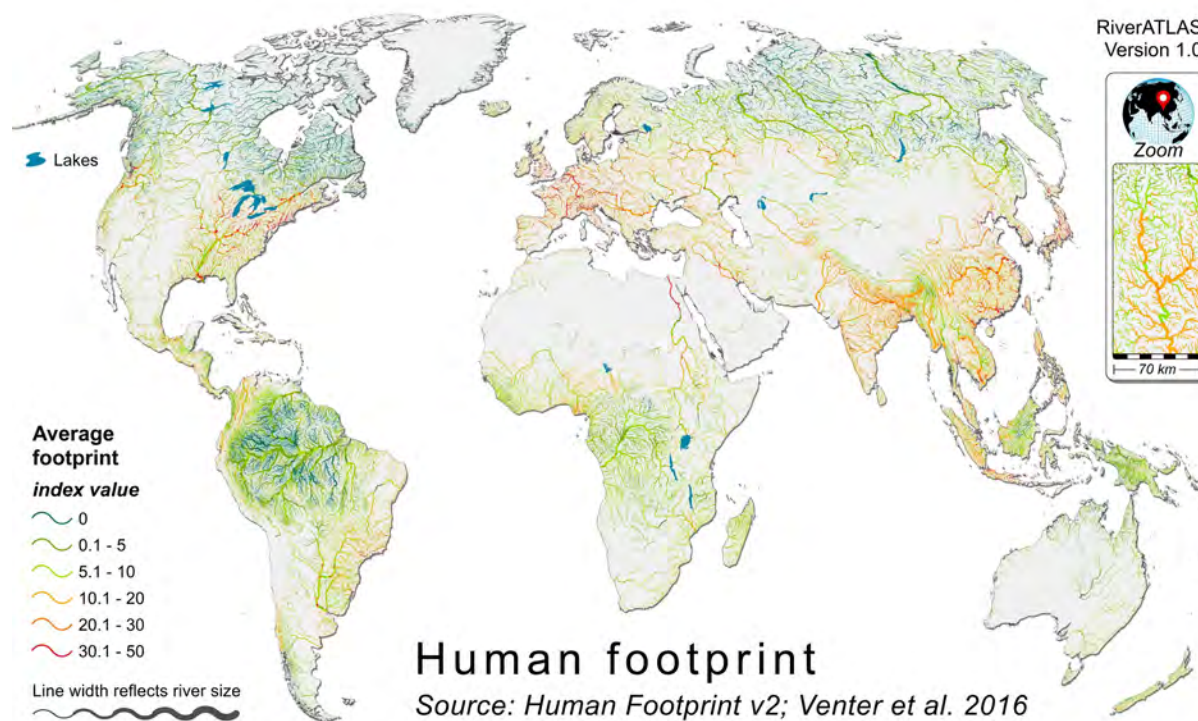 RiverATLAS
Version 1.0
Zoom
70 km
Lakes
Average
footprint
index value
0
0.1 - 5
5.1 - 10
10.1 - 20
20.1 - 30
30.1 - 50
Line width reflects river size
Human footprint
Source: Human Footprint v2; Venter et al. 2016